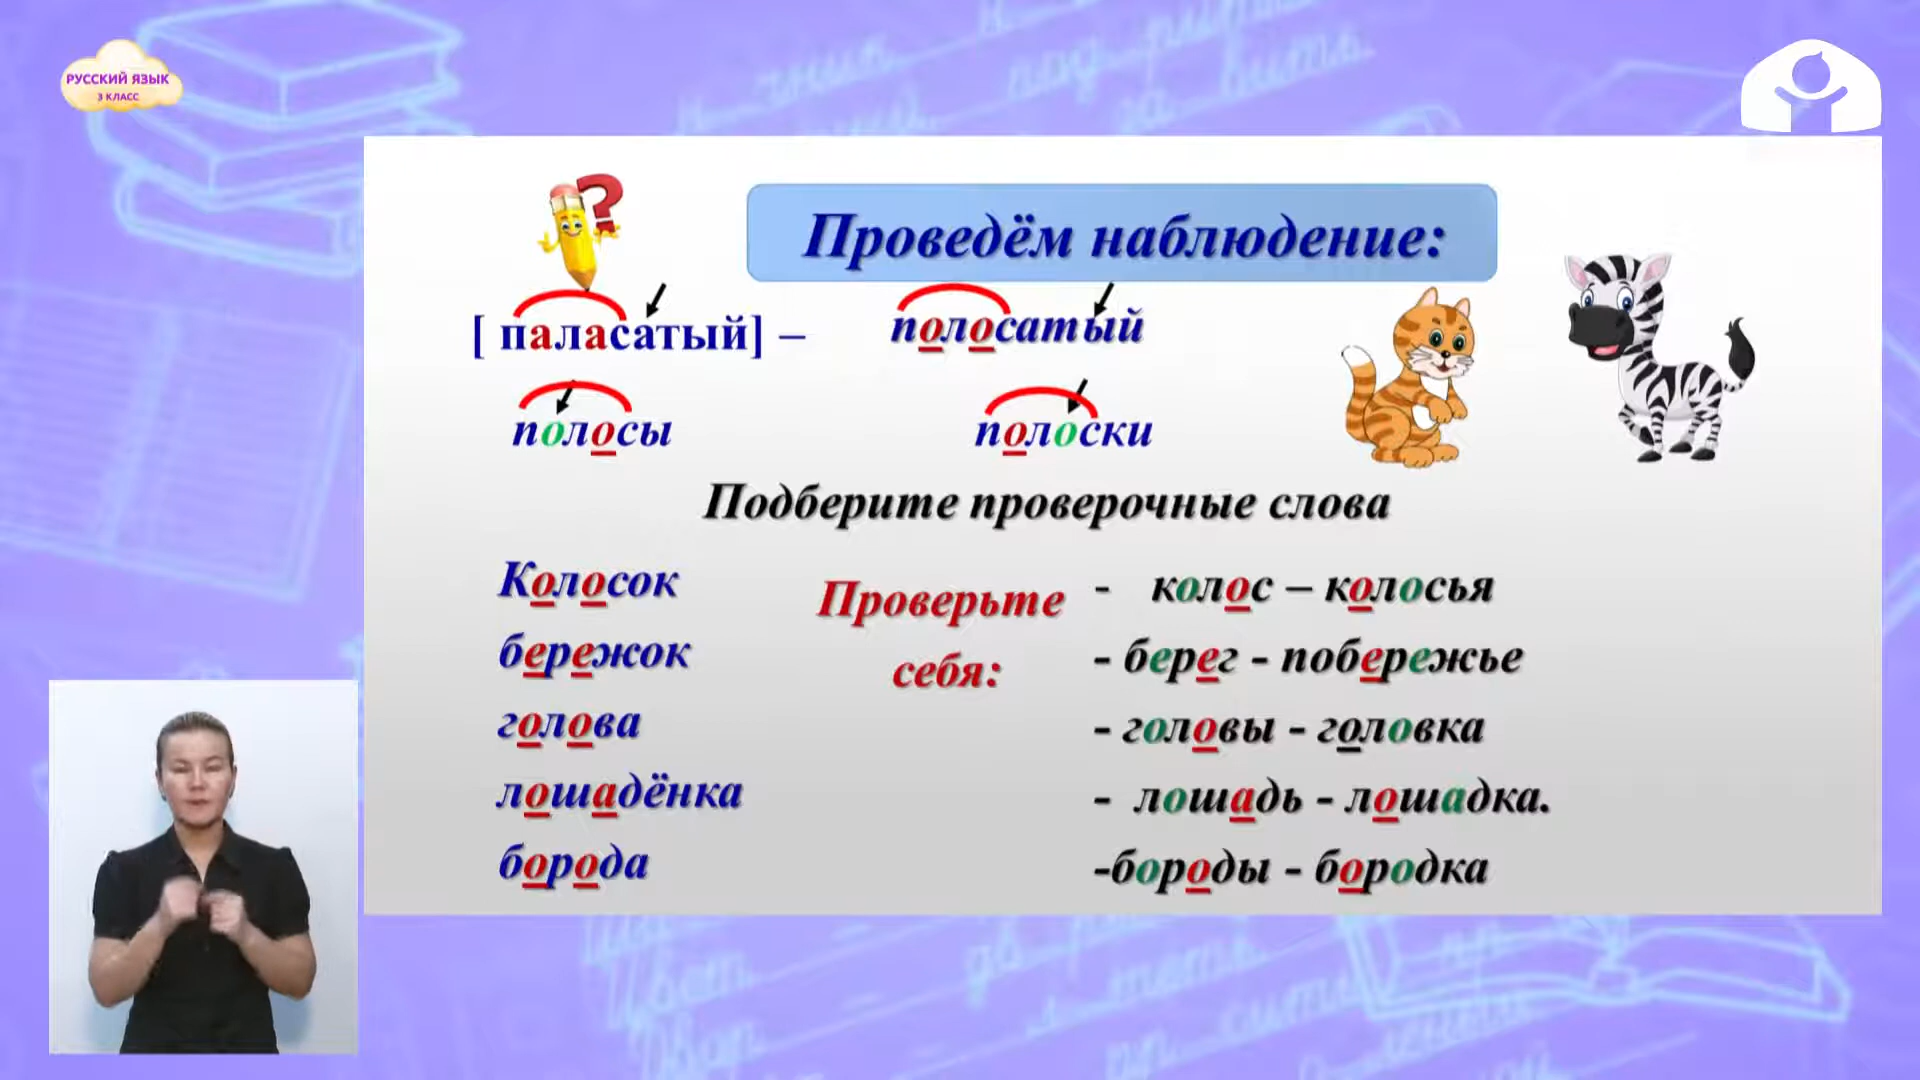 РУССКИЙ ЯЗЫК
3 КЛАСС
Проведём наблюдение:
[ паласатый] – полосатый
полосы полоски
Подберите проверочные слова
Колосок
бережок
голова
лошадёнка
борода
Проверьте
себя:
- колос – колосья
- берег - побережье
- головы - головка
- лошадь - лошадка.
-бороды - бородка